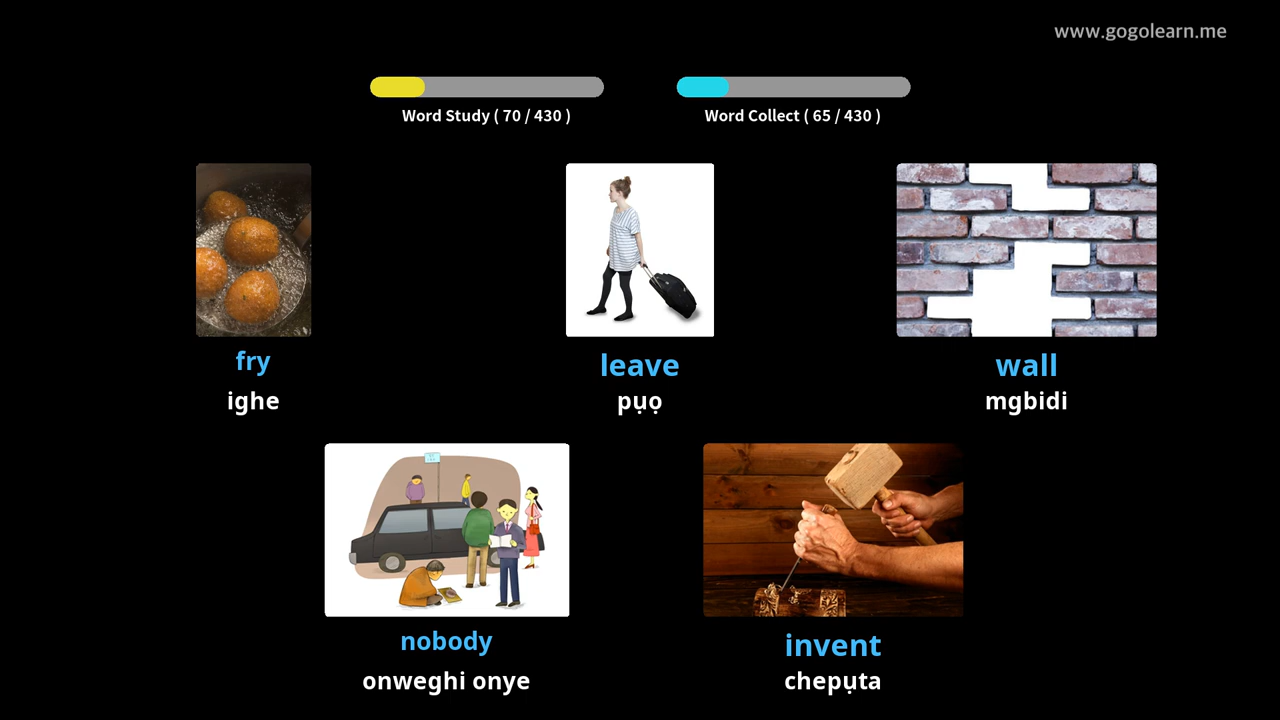 www.gogolearn.me
Word Study ( 70 / 430 )
Word Collect ( 65 / 430 )
fry
ighe
leave
pụọ
wall
mgbidi
nobody
onweghi onye
invent
chepụta